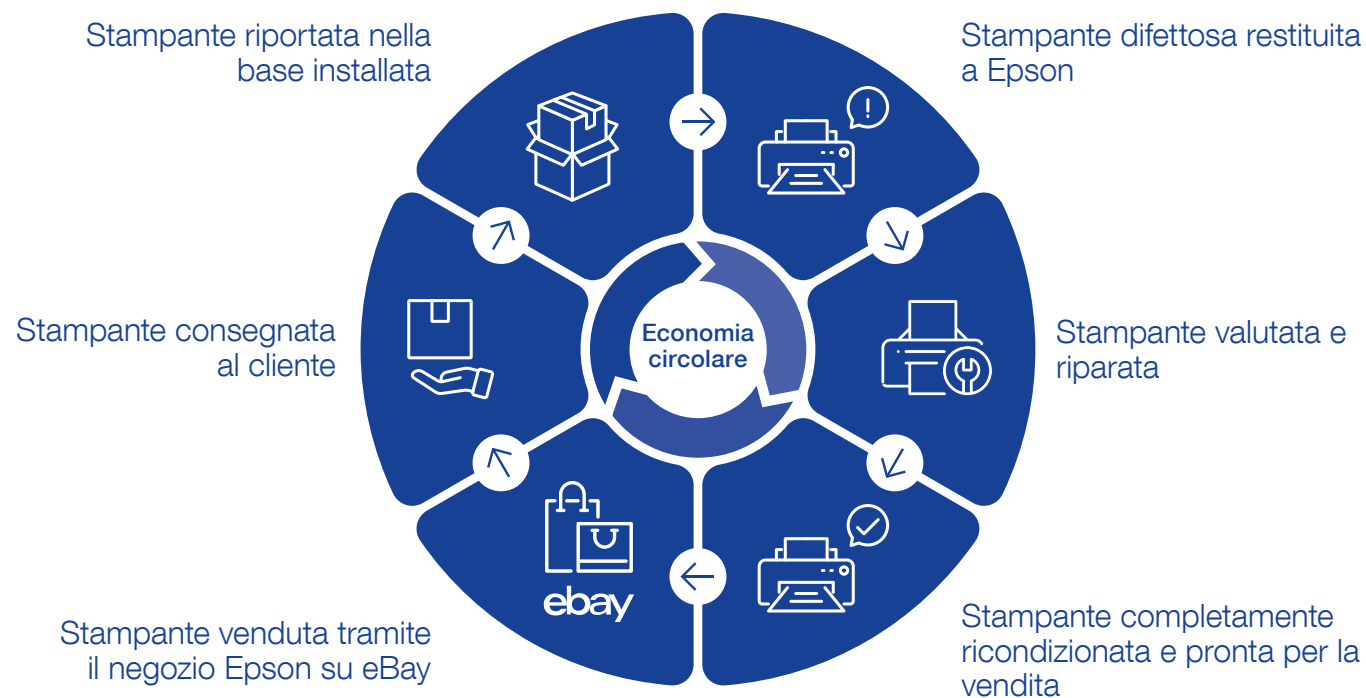 Stampante riportata nella
base installata
Stampante difettosa restituita
a Epson
Stampante consegnata
al cliente
Economia
circolare
Stampante valutata e
riparata
ebay
Stampante venduta tramite
il negozio Epson su eBay
Stampante completamente
ricondizionata e pronta per la
vendita